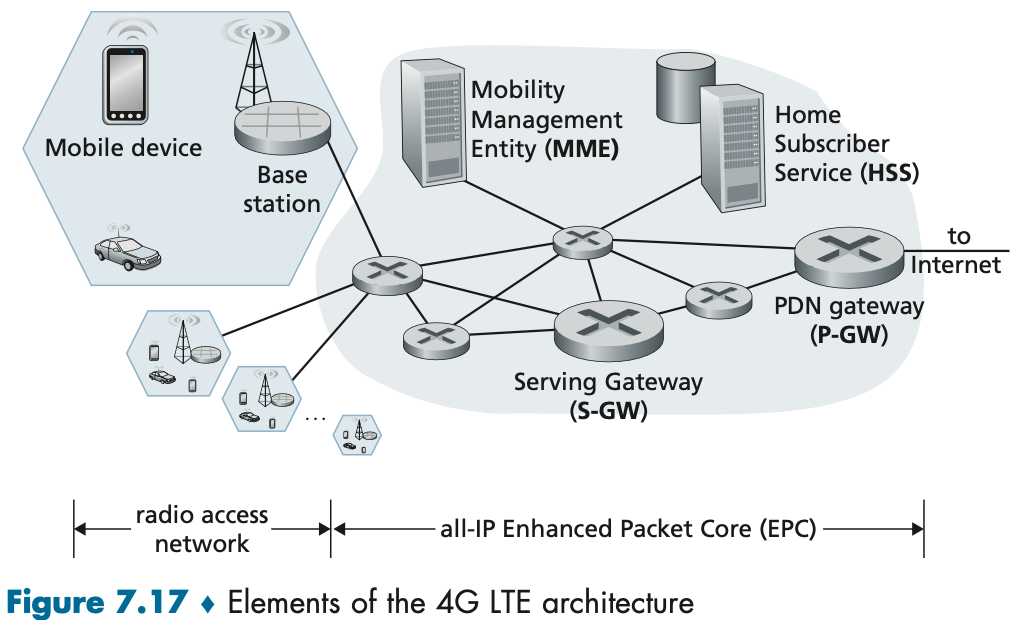 Mobile device
Base
station
Mobility
Management
Entity (MME)
Home
Subscriber
Service (HSS)
to
Internet
PDN gateway
(P-GW)
Serving Gateway
(S-GW)
...
radio access
network
all-IP Enhanced Packet Core (EPC)
Figure 7.17 ♦ Elements of the 4G LTE architecture